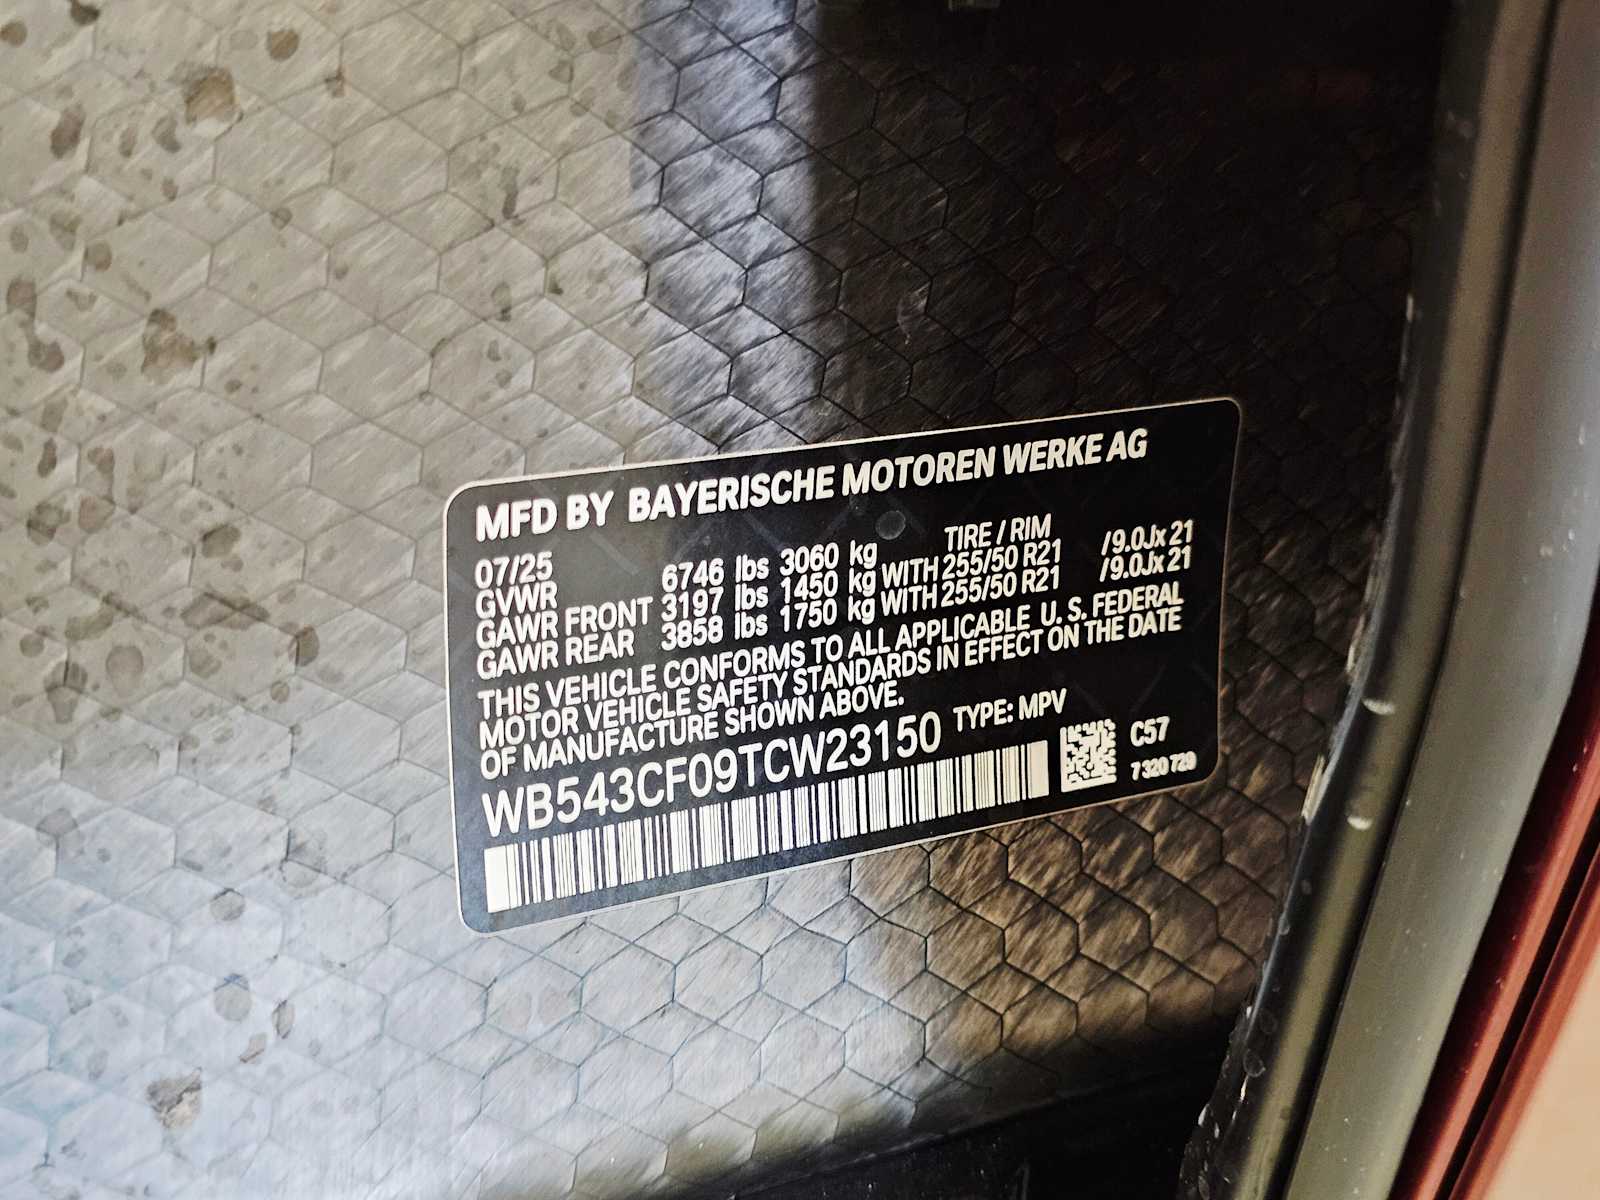 MFD BY BAYERISCHE MOTOREN WERKE AG
07/25 TIRE / RIM
GVWR 6746 lbs 3060 kg
GAWR FRONT 3197 lbs 1450 kg WITH 255/50 R21 /9.0Jx 21
GAWR REAR 3858 lbs 1750 kg WITH 255/50 R21 /9.0Jx 21
THIS VEHICLE CONFORMS TO ALL APPLICABLE U. S. FEDERAL
MOTOR VEHICLE SAFETY STANDARDS IN EFFECT ON THE DATE
OF MANUFACTURE SHOWN ABOVE.
WB543CF09TCW23150 TYPE: MPV
C57
7 320 729